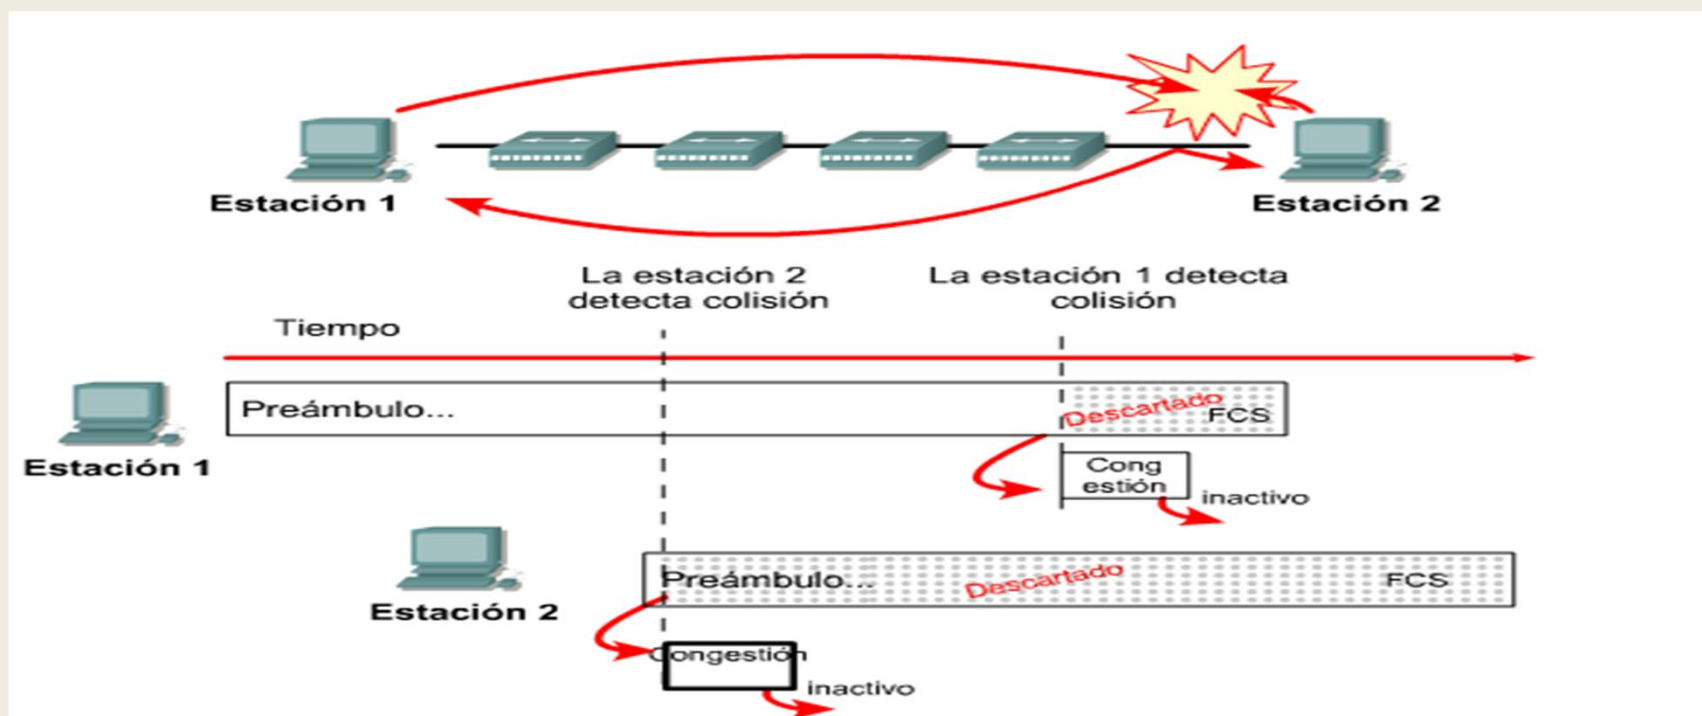 Estación 1
Estación 2
La estación 2
detecta colisión
La estación 1 detecta
colisión
Tiempo
Preámbulo...
Descartado
FCS
Estación 1
Cong
estión
inactivo
Preámbulo...
Descartado
FCS
Estación 2
Congestión
inactivo